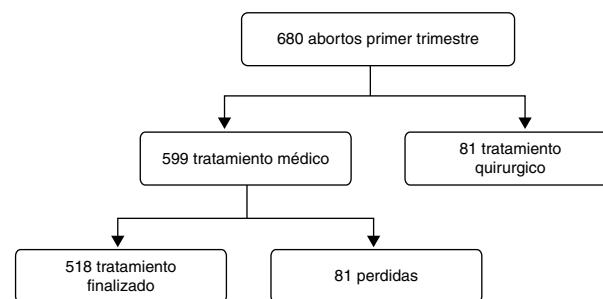 680 abortos primer trimestre
599 tratamiento médico
81 tratamiento
quirurgico
518 tratamiento
finalizado
81 perdidas